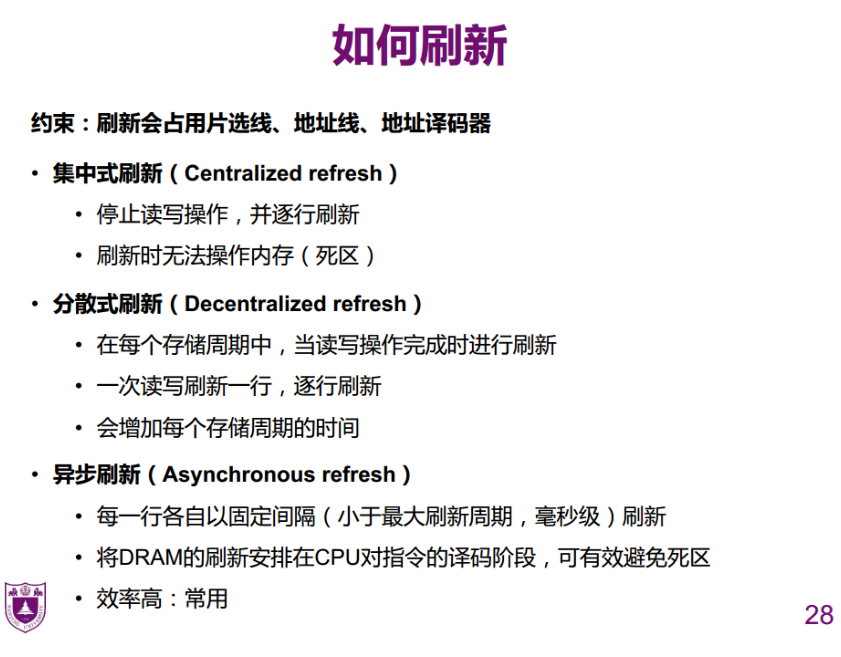 如何刷新
约束：刷新会占用片选线、地址线、地址译码器
• 集中式刷新（Centralized refresh）
• 停止读写操作，并逐行刷新
• 刷新时无法操作内存（死区）
• 分散式刷新（Decentralized refresh）
• 在每个存储周期中，当读写操作完成时进行刷新
• 一次读写刷新一行，逐行刷新
• 会增加每个存储周期的时间
• 异步刷新（Asynchronous refresh）
• 每一行各自以固定间隔（小于最大刷新周期，毫秒级）刷新
• 将DRAM的刷新安排在CPU对指令的译码阶段，可有效避免死区
• 效率高：常用
28